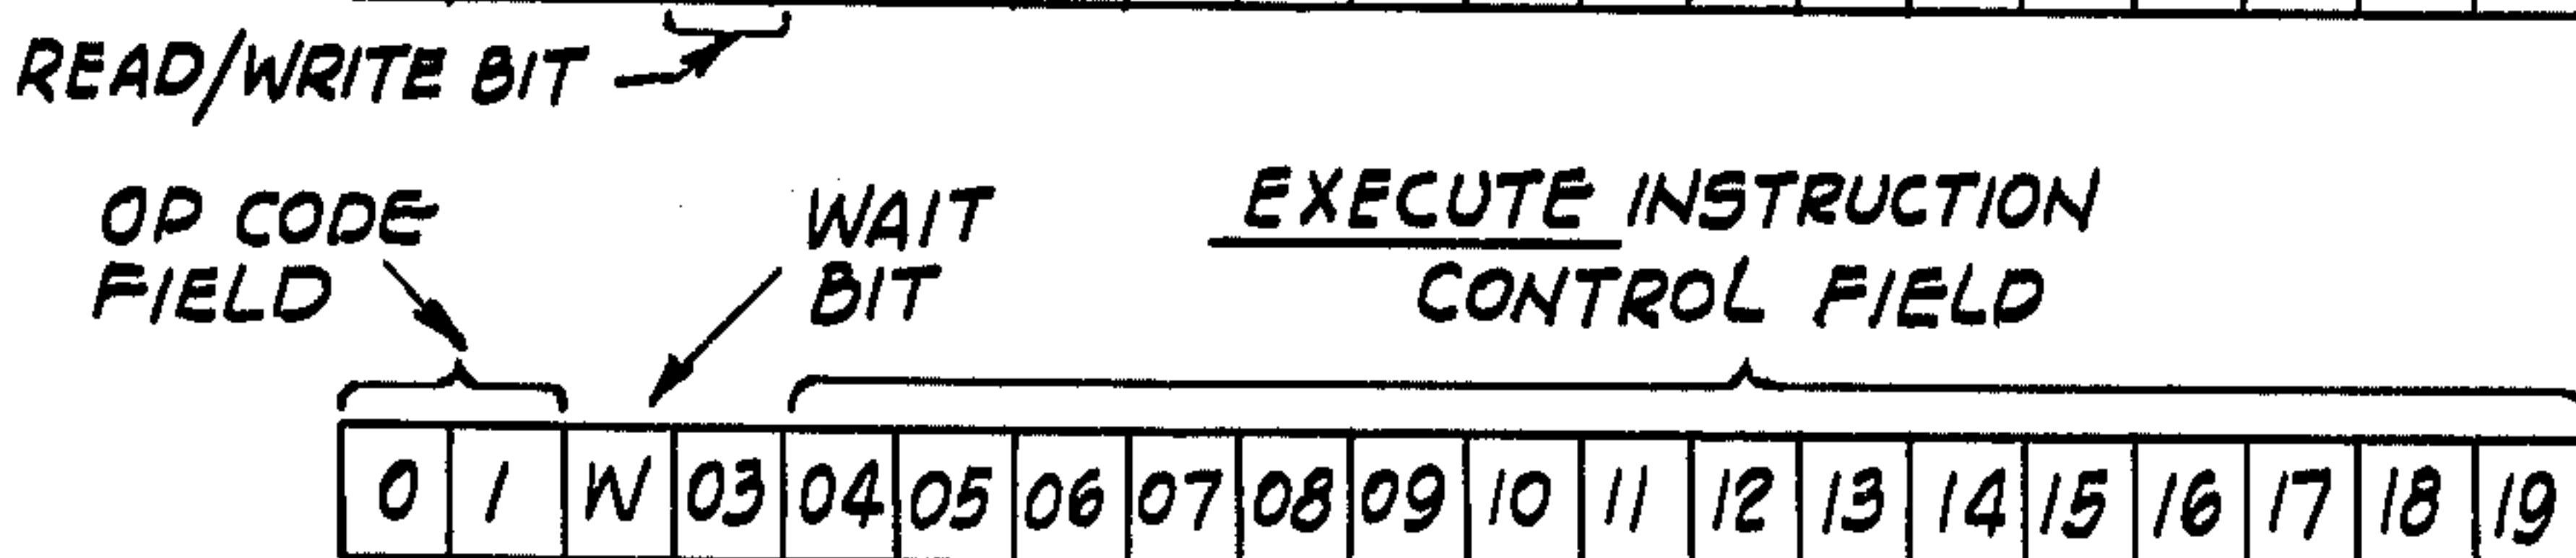 READ/WRITE BIT
OP CODE FIELD
WAIT BIT
EXECUTE INSTRUCTION
CONTROL FIELD
0 1 W 03 04 05 06 07 08 09 10 11 12 13 14 15 16 17 18 19